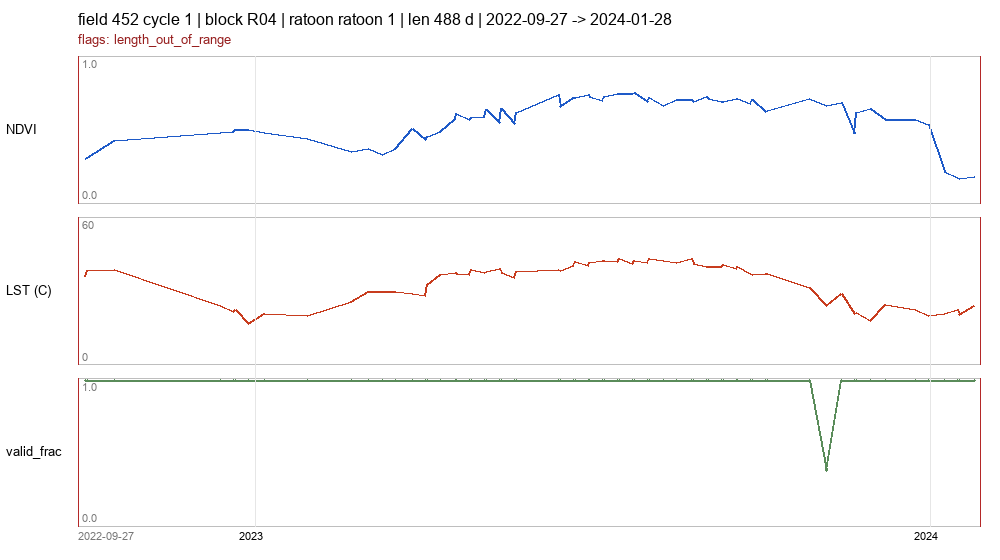 field 452 cycle 1 | block R04 | ratoon ratoon 1 | len 488 d | 2022-09-27 -> 2024-01-28
flags: length_out_of_range
1.0
NDVI
0.0
60
LST (C)
0
1.0
valid_frac
0.0
2022-09-27 2023 2024